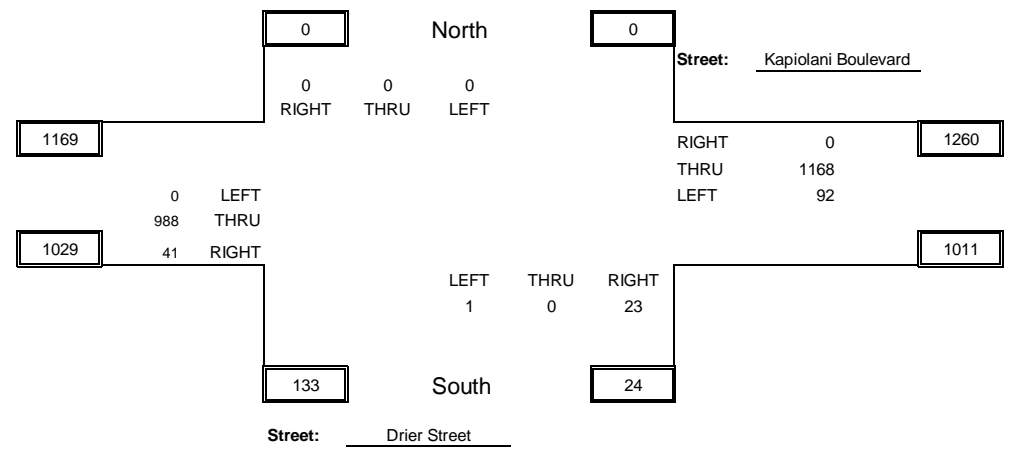 0 North 0
Street: Kapiolani Boulevard
0 0 0
RIGHT THRU LEFT
1169
RIGHT 0 1260
THRU 1168
0 LEFT
LEFT 92
988 THRU
1029 41 RIGHT
1011
LEFT THRU RIGHT
1 0 23
133 South 24
Street: Drier Street